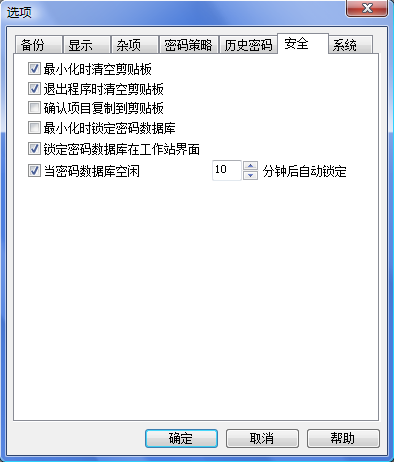 选项
备份 显示 杂项 密码策略 历史密码 安全 系统
最小化时清空剪贴板
退出程序时清空剪贴板
确认项目复制到剪贴板
最小化时锁定密码数据库
锁定密码数据库在工作站界面
当密码数据库空闲 10 分钟后自动锁定
确定 取消 帮助